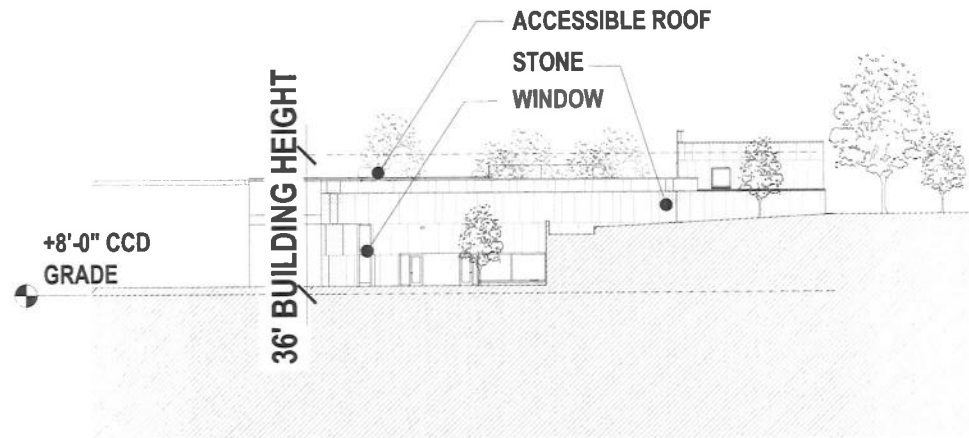 ACCESSIBLE ROOF
STONE
WINDOW
36' BUILDING HEIGHT
+8'-0" CCD
GRADE